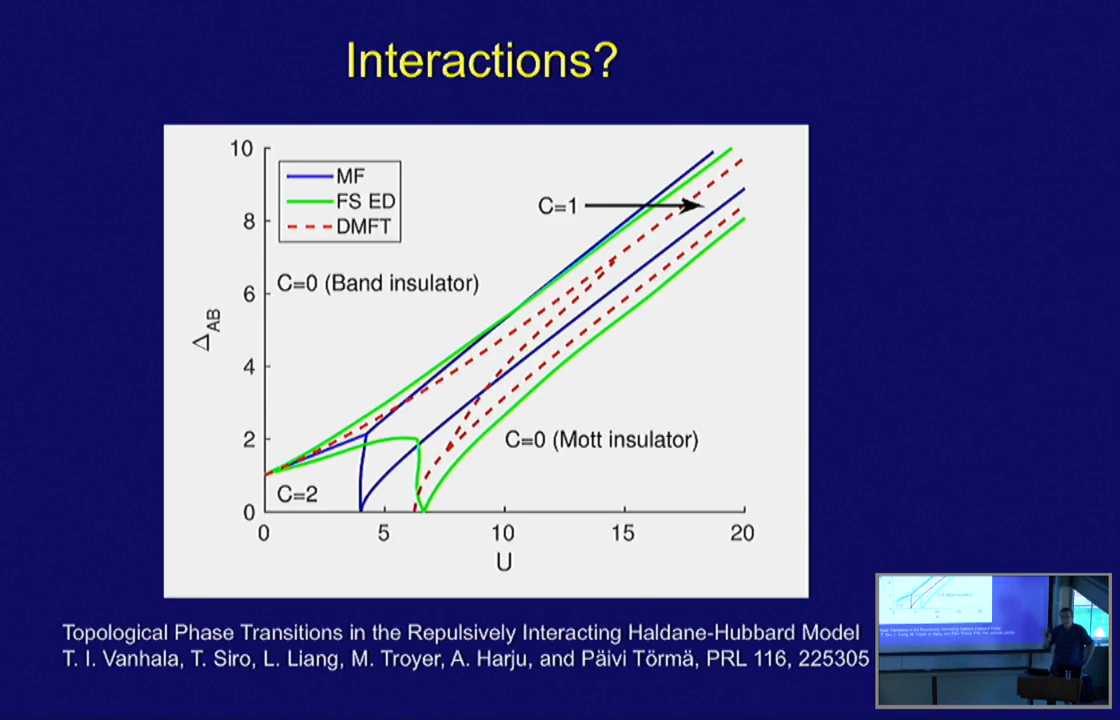 Interactions?
10
8
6
4
2
0
Δ_AB
MF
FS ED
DMFT
C=1
C=0 (Band insulator)
C=0 (Mott insulator)
C=2
0
5
10
15
20
U
Topological Phase Transitions in the Repulsively Interacting Haldane-Hubbard Model
T. I. Vanhala, T. Siro, L. Liang, M. Troyer, A. Harju, and Päivi Törmä, PRL 116, 225305